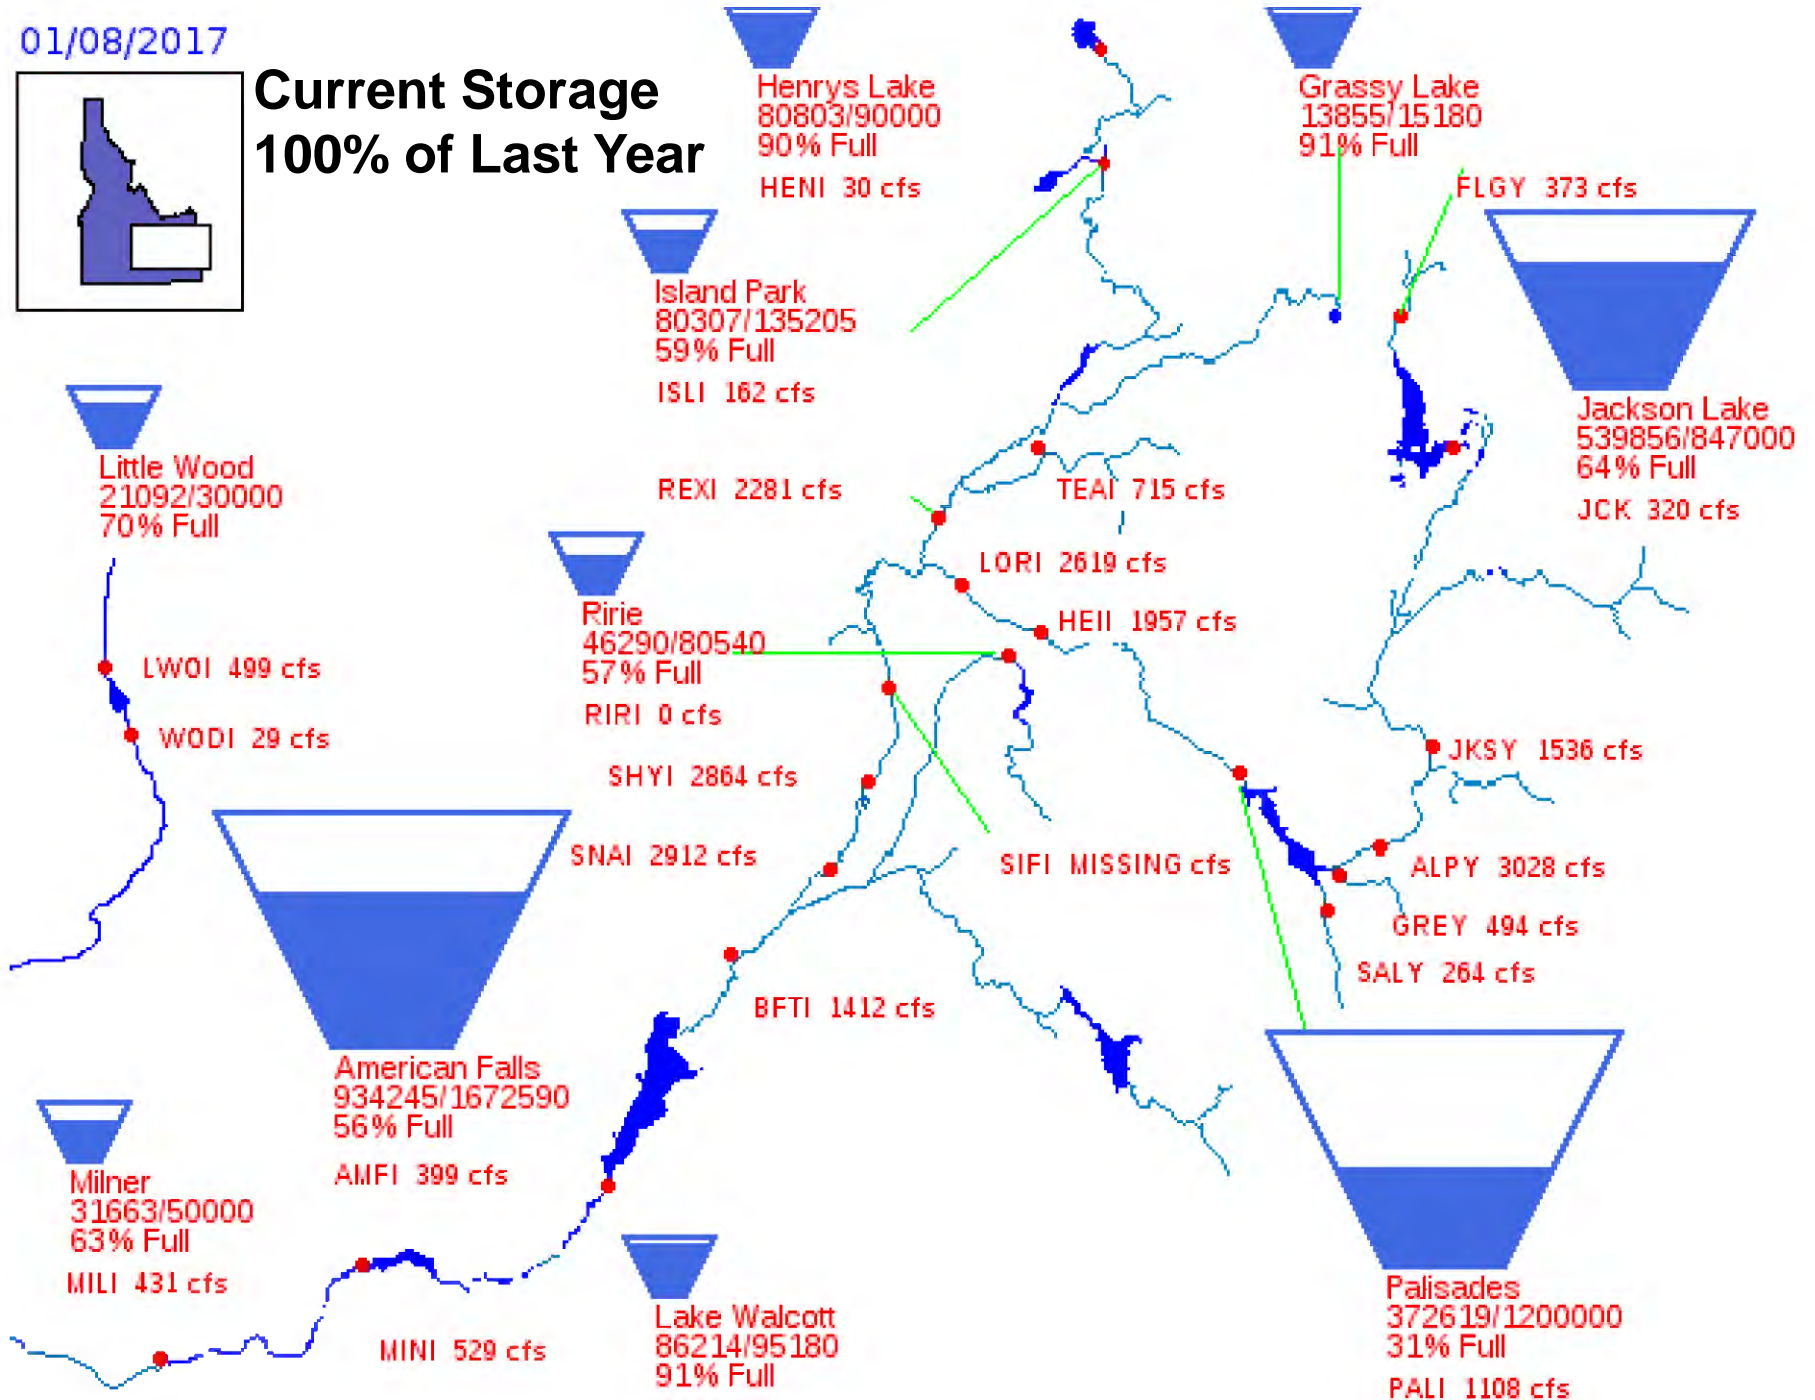 01/08/2017
Current Storage
100% of Last Year
Henrys Lake
80803/90000
90% Full
HENI 30 cfs
Grassy Lake
13855/15180
91% Full
FLGY 373 cfs
Island Park
80307/135205
59% Full
ISLI 162 cfs
Jackson Lake
539856/847000
64% Full
JCK 320 cfs
Little Wood
21092/30000
70% Full
REXI 2281 cfs
TEAI 715 cfs
LORI 2619 cfs
HEII 1957 cfs
Ririe
46290/80540
57% Full
RIRI 0 cfs
LWOI 499 cfs
WODI 29 cfs
SHYI 2864 cfs
JKSY 1536 cfs
SNAI 2912 cfs
SIFI MISSING cfs
ALPY 3028 cfs
GREY 494 cfs
SALY 264 cfs
BFTI 1412 cfs
American Falls
934245/1672590
56% Full
AMFI 399 cfs
Milner
31663/50000
63% Full
MILI 431 cfs
MINI 529 cfs
Lake Walcott
86214/95180
91% Full
Palisades
372619/1200000
31% Full
PALI 1108 cfs